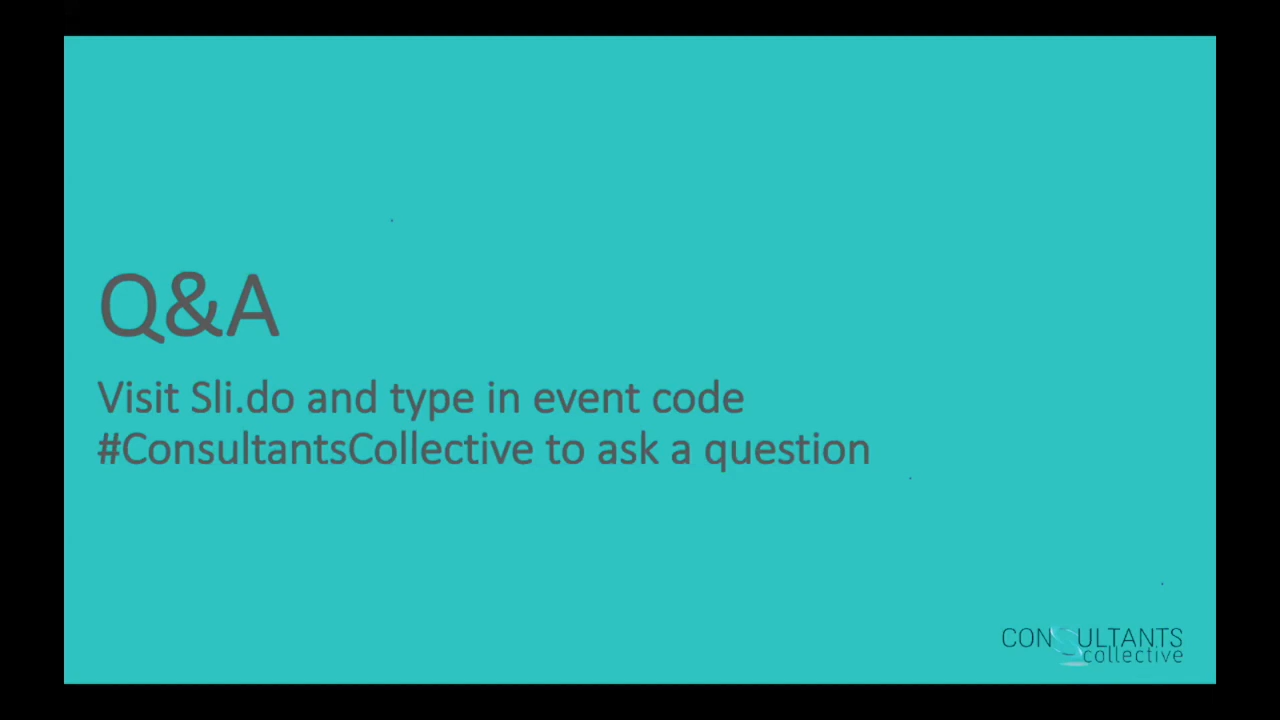 Q&A
Visit Sli.do and type in event code
#ConsultantsCollective to ask a question
CONSULTANTS
collective